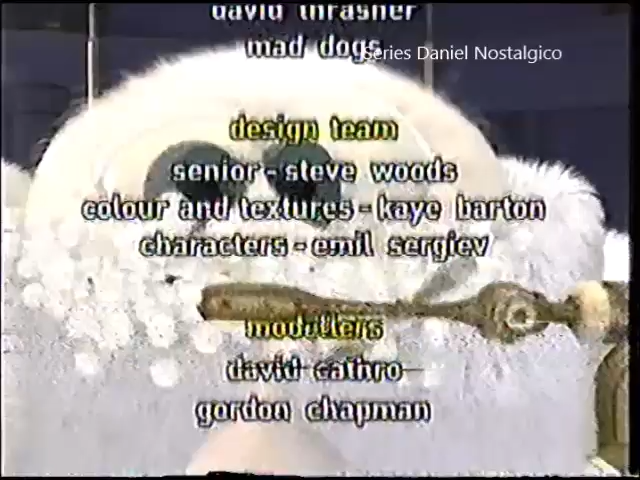 david thrasher
mad dogs
Series Daniel Nostalgico
design team
senior - steve woods
colour and textures - kaye barton
characters - emil sergiev
modellers
david cathro
gordon chapman